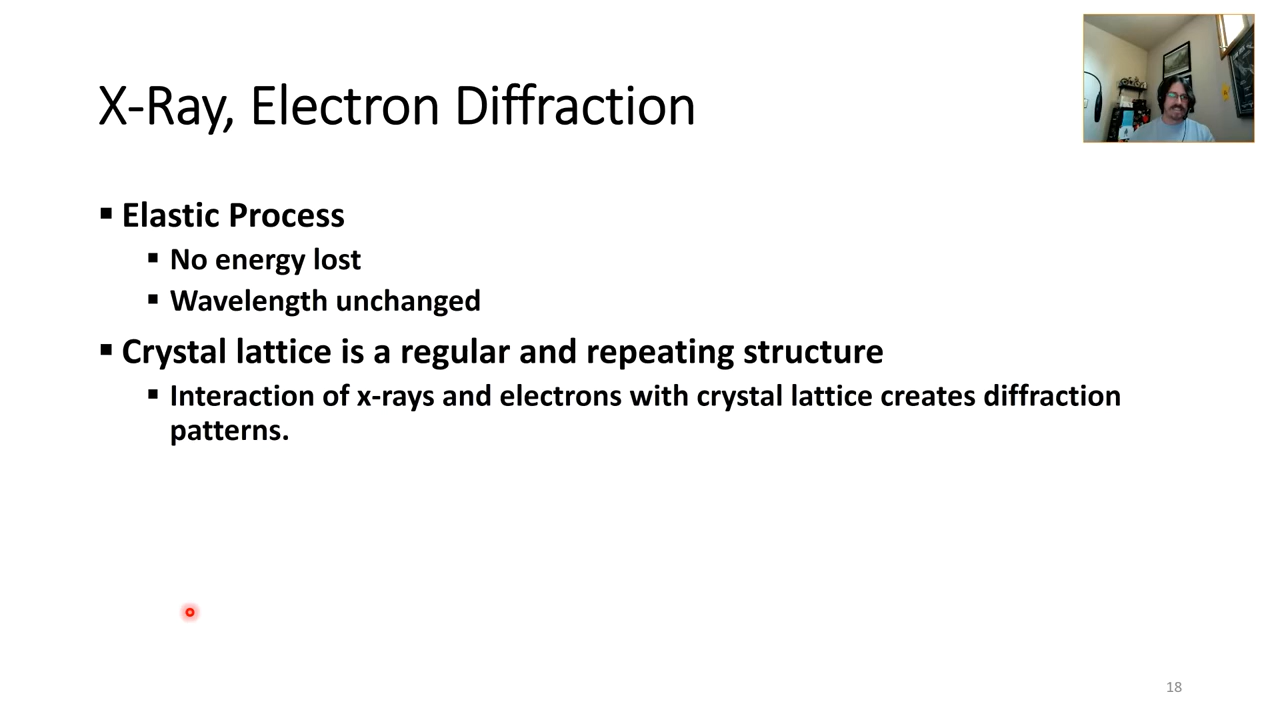 X-Ray, Electron Diffraction
▪ Elastic Process
▪ No energy lost
▪ Wavelength unchanged
▪ Crystal lattice is a regular and repeating structure
▪ Interaction of x-rays and electrons with crystal lattice creates diffraction
patterns.
18